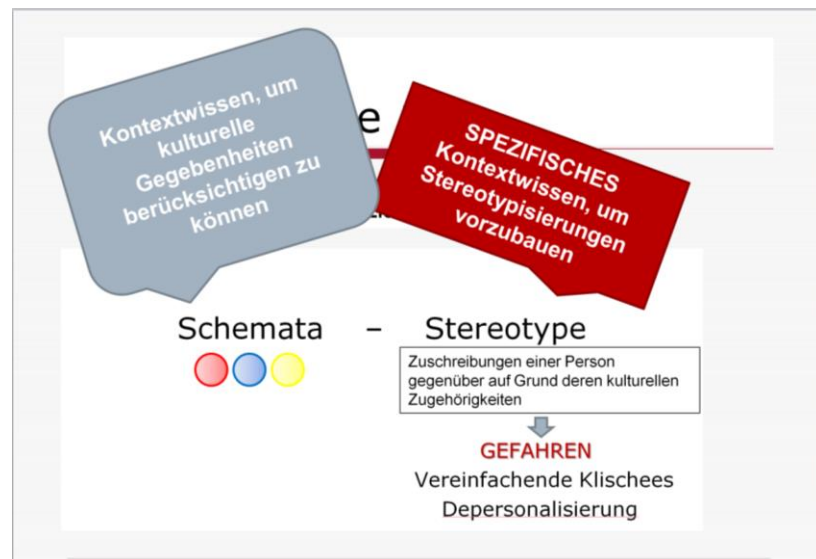 Kontextwissen, um
kulturelle
Gegebenheiten
berücksichtigen zu
können
SPEZIFISCHES
Kontextwissen, um
Stereotypisierungen
vorzubauen
Schemata – Stereotype
Zuschreibungen einer Person
gegenüber auf Grund deren kulturellen
Zugehörigkeiten
GEFAHREN
Vereinfachende Klischees
Depersonalisierung